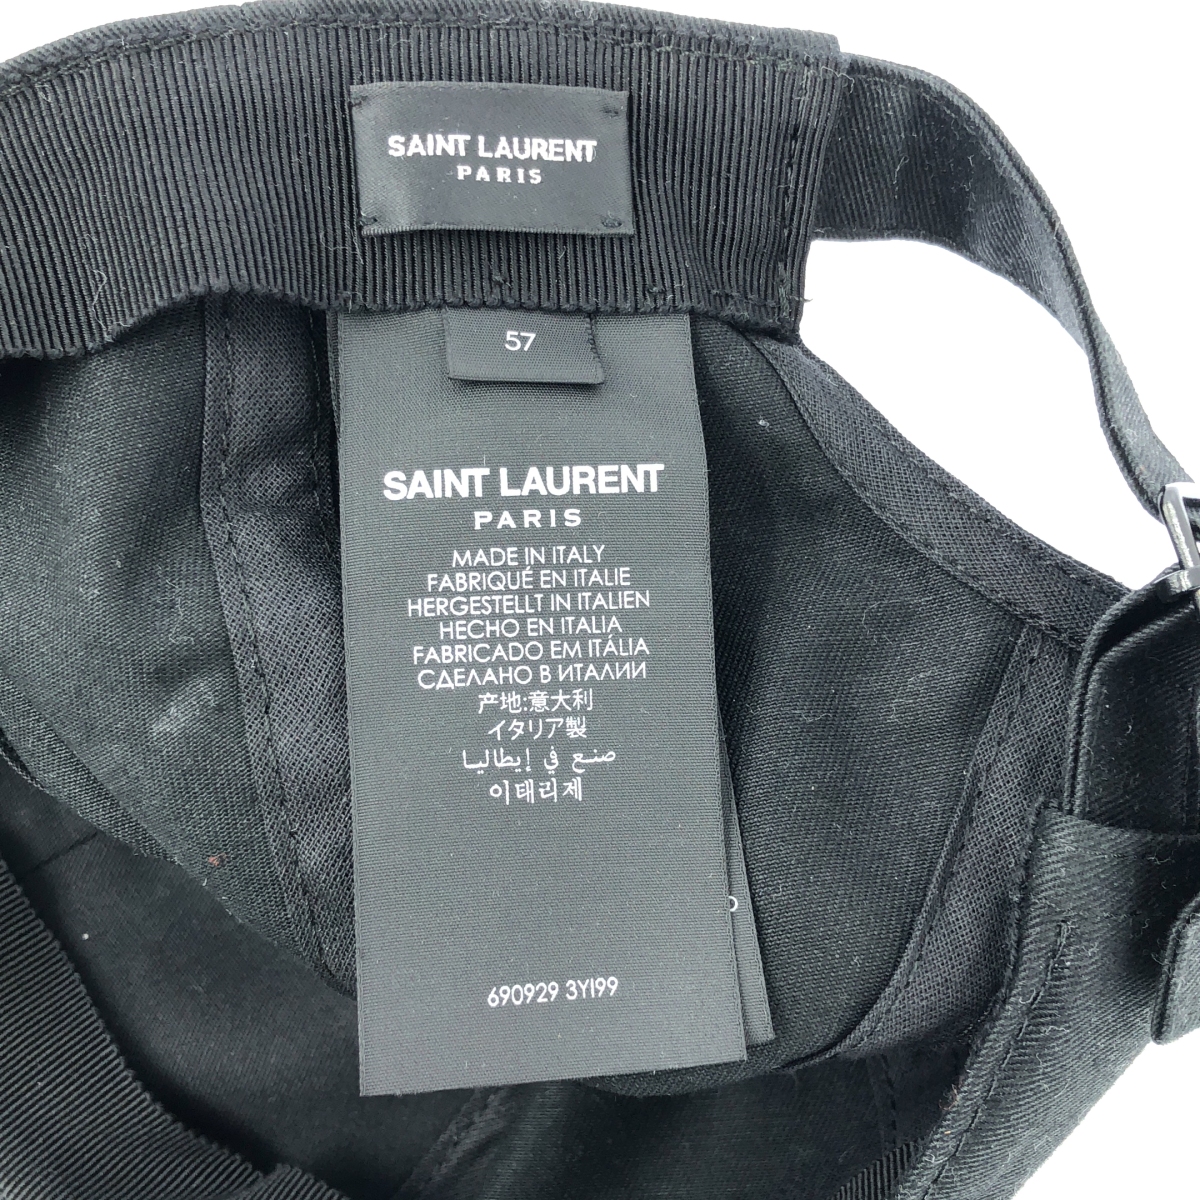 SAINT LAURENT
PARIS
57
SAINT LAURENT
PARIS
MADE IN ITALY
FABRIQUÉ EN ITALIE
HERGESTELLT IN ITALIEN
HECHO EN ITALIA
FABRICADO EM ITÁLIA
СДЕЛАНО В ИТАЛИИ
产地:意大利
イタリア製
صنع في إيطاليا
이태리제
690929 3YI99